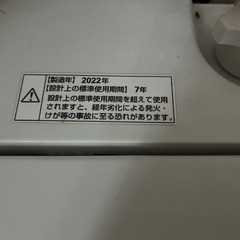 【製造年】2022年
【設計上の標準使用期間】7年
設計上の標準使用期間を超えて使用
されますと、経年劣化による発火・
けが等の事故に至る恐れがあります。